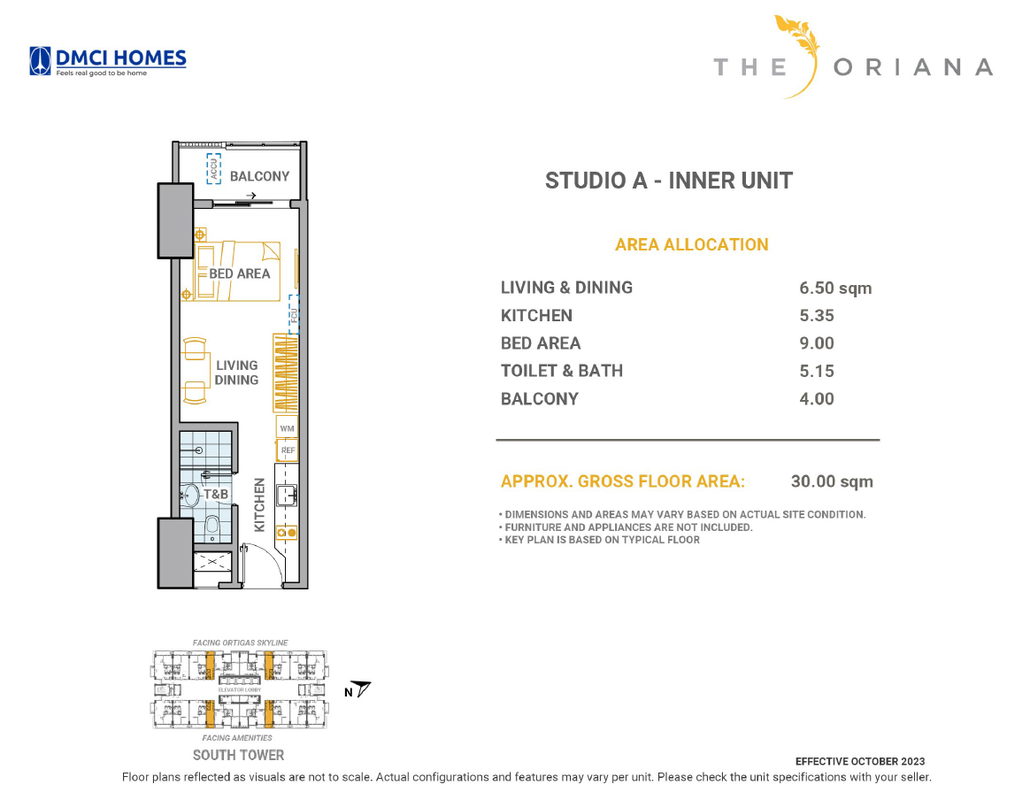 DMCI HOMES
Feels real good to be home
THE ORIANA
ACCU
BALCONY
BED AREA
FCU
LIVING
DINING
WM
REF
T&B
KITCHEN
STUDIO A - INNER UNIT
AREA ALLOCATION
LIVING & DINING 6.50 sqm
KITCHEN 5.35
BED AREA 9.00
TOILET & BATH 5.15
BALCONY 4.00
APPROX. GROSS FLOOR AREA: 30.00 sqm
• DIMENSIONS AND AREAS MAY VARY BASED ON ACTUAL SITE CONDITION.
• FURNITURE AND APPLIANCES ARE NOT INCLUDED.
• KEY PLAN IS BASED ON TYPICAL FLOOR
FACING ORTIGAS SKYLINE
ELEVATOR LOBBY
N
FACING AMENITIES
SOUTH TOWER
EFFECTIVE OCTOBER 2023
Floor plans reflected as visuals are not to scale. Actual configurations and features may vary per unit. Please check the unit specifications with your seller.